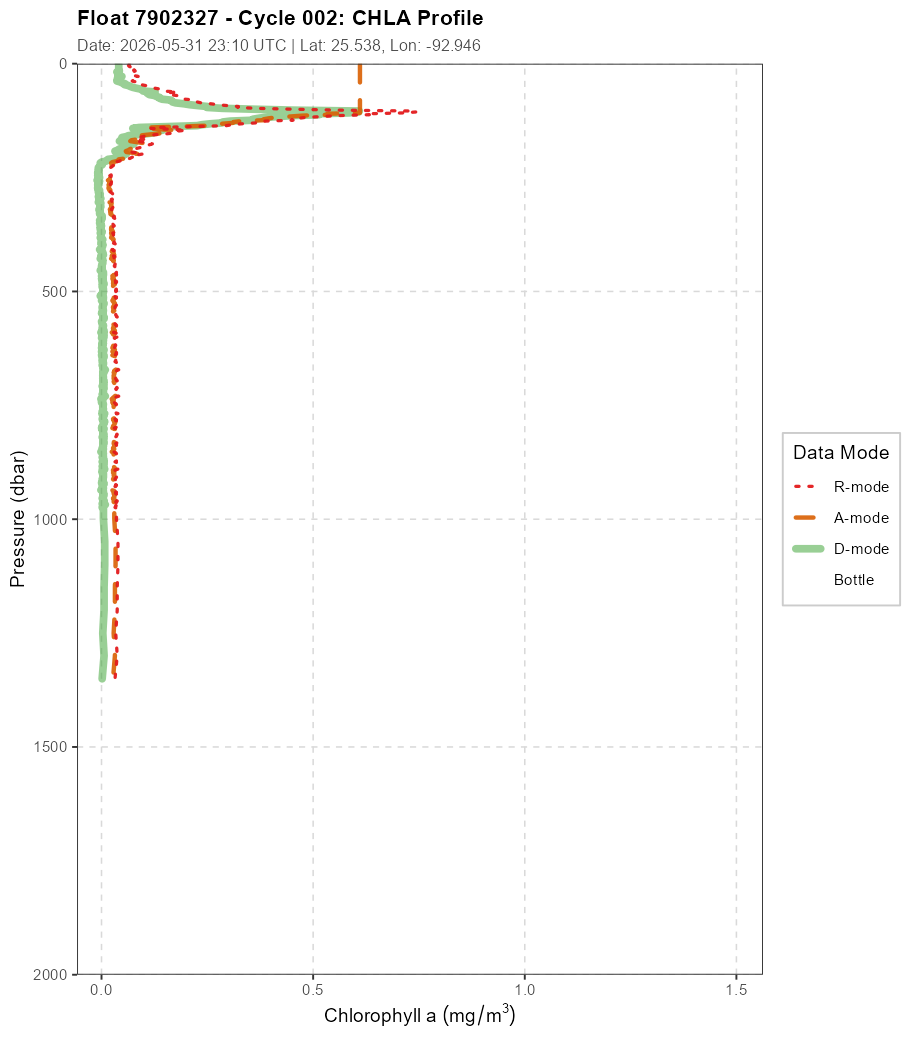 Float 7902327 - Cycle 002: CHLA Profile
Date: 2026-05-31 23:10 UTC | Lat: 25.538, Lon: -92.946
0
500
1000
1500
2000
Pressure (dbar)
0.0 0.5 1.0 1.5
Chlorophyll a (mg/m³)
Data Mode
R-mode
A-mode
D-mode
Bottle